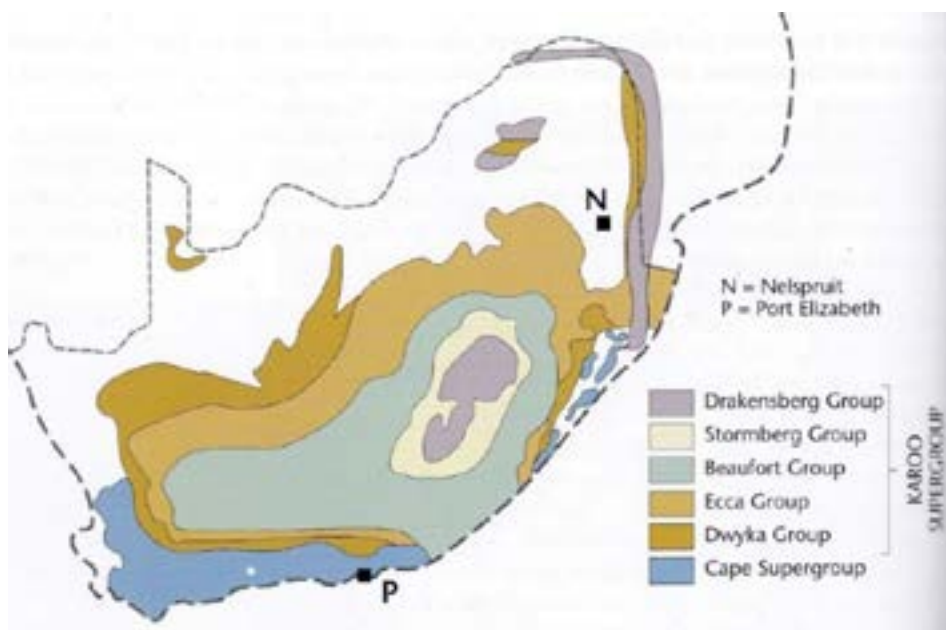 N
N = Nelspruit
P = Port Elizabeth
Drakensberg Group
Stormberg Group
Beaufort Group
Ecca Group
Dwyka Group
Cape Supergroup
KAROO
SUPERGROUP
P